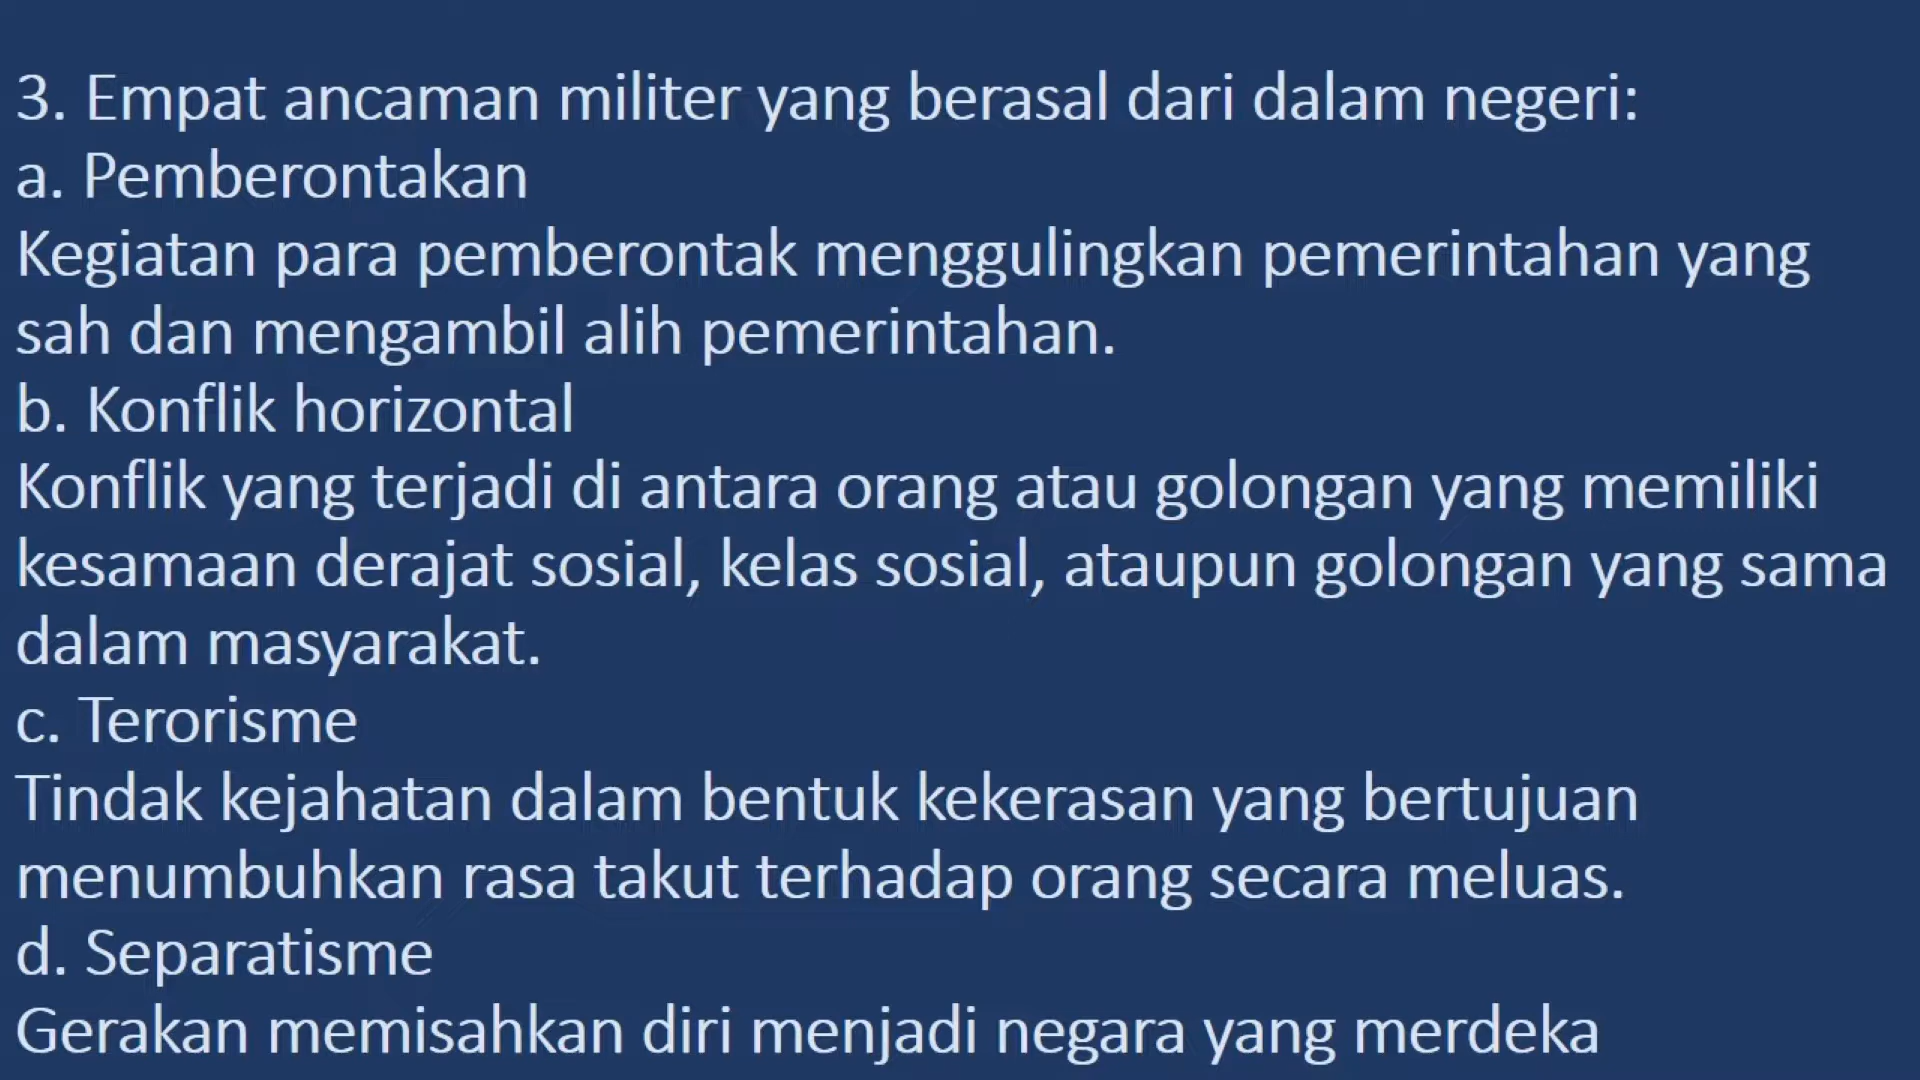 3. Empat ancaman militer yang berasal dari dalam negeri:
a. Pemberontakan
Kegiatan para pemberontak menggulingkan pemerintahan yang
sah dan mengambil alih pemerintahan.
b. Konflik horizontal
Konflik yang terjadi di antara orang atau golongan yang memiliki
kesamaan derajat sosial, kelas sosial, ataupun golongan yang sama
dalam masyarakat.
c. Terorisme
Tindak kejahatan dalam bentuk kekerasan yang bertujuan
menumbuhkan rasa takut terhadap orang secara meluas.
d. Separatisme
Gerakan memisahkan diri menjadi negara yang merdeka